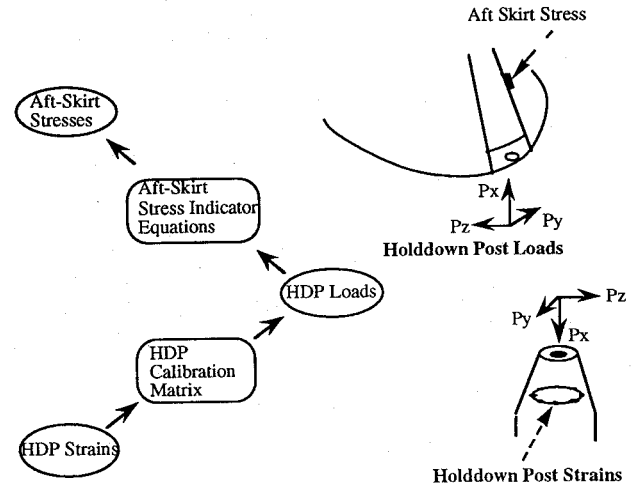 Aft Skirt Stress
Aft-Skirt
Stresses
Aft-Skirt
Stress Indicator
Equations
Px
Pz
Py
Holddown Post Loads
HDP Loads
Pz
Py
Px
HDP
Calibration
Matrix
HDP Strains
Holddown Post Strains